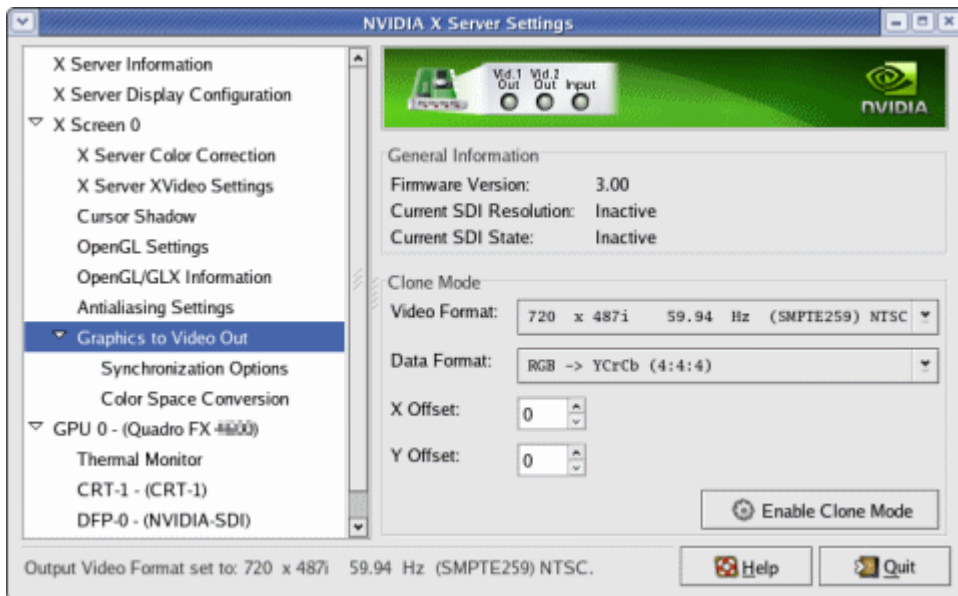 NVIDIA X Server Settings
X Server Information
X Server Display Configuration
X Screen 0
X Server Color Correction
X Server XVideo Settings
Cursor Shadow
OpenGL Settings
OpenGL/GLX Information
Antialiasing Settings
Graphics to Video Out
Synchronization Options
Color Space Conversion
GPU 0 - (Quadro FX
Thermal Monitor
CRT-1 - (CRT-1)
DFP-0 - (NVIDIA-SDI)
Vid.1 Out Vid.2 Out Input
NVIDIA.
General Information
Firmware Version: 3.00
Current SDI Resolution: Inactive
Current SDI State: Inactive
Clone Mode
Video Format: 720 x 487i 59.94 Hz (SMPTE259) NTSC
Data Format: RGB -> YCrCb (4:4:4)
X Offset: 0
Y Offset: 0
Enable Clone Mode
Output Video Format set to: 720 x 487i 59.94 Hz (SMPTE259) NTSC.
Help
Quit